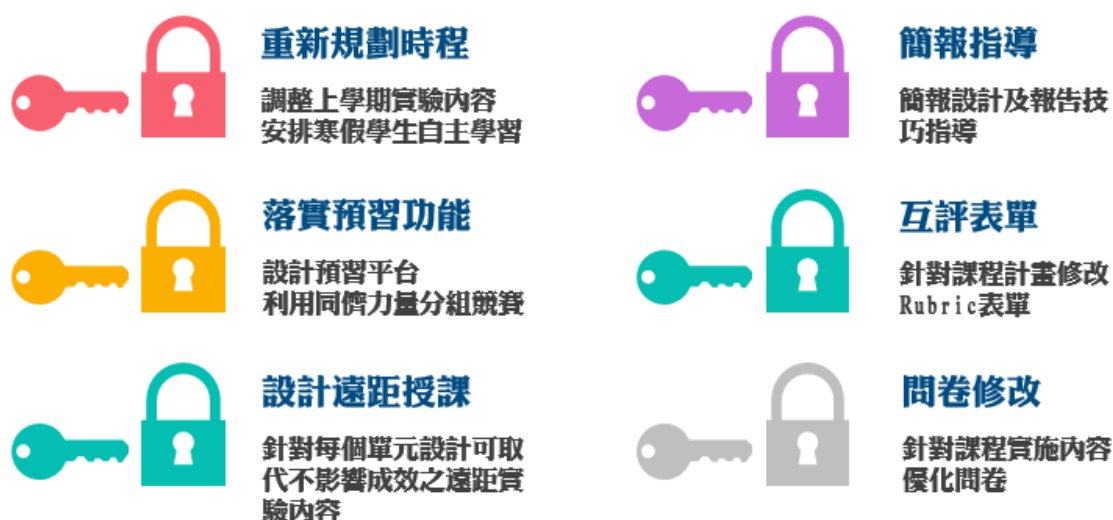 重新規劃時程
調整上學期實驗內容
安排寒假學生自主學習
簡報指導
簡報設計及報告技
巧指導
落實預習功能
設計預習平台
利用同儕力量分組競賽
互評表單
針對課程計畫修改
Rubric表單
設計遠距授課
針對每個單元設計可取
代不影響成效之遠距實
驗內容
問卷修改
針對課程實施內容
優化問卷